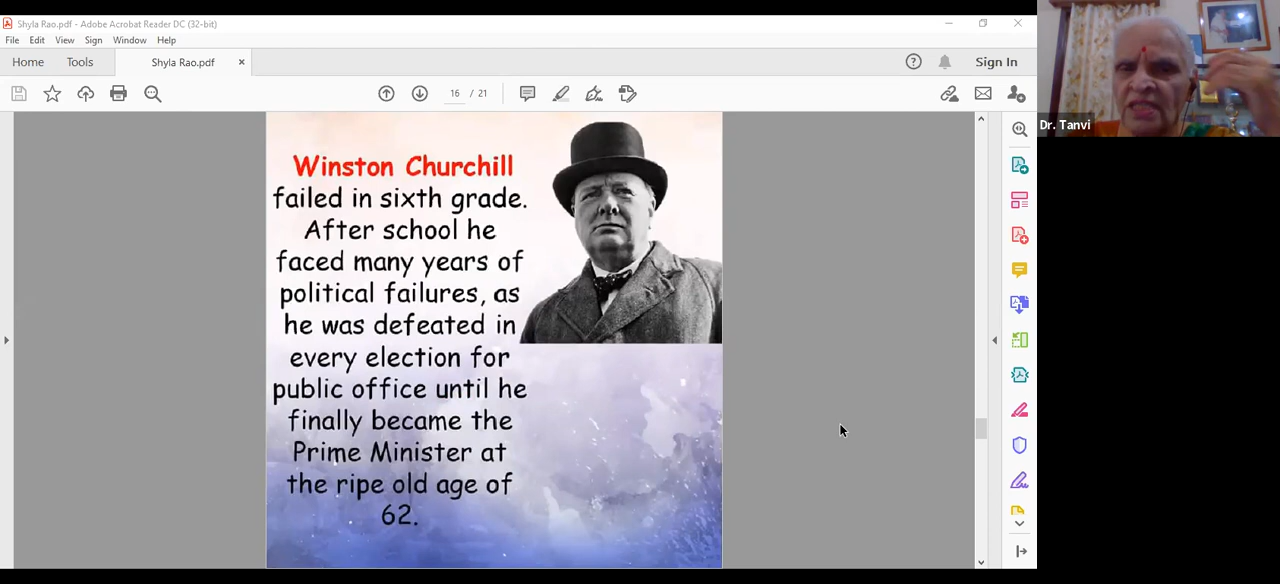 Shyla Rao.pdf - Adobe Acrobat Reader DC (32-bit)
File Edit View Sign Window Help
Home Tools Shyla Rao.pdf × Sign In
16 / 21
Winston Churchill
failed in sixth grade.
After school he
faced many years of
political failures, as
he was defeated in
every election for
public office until he
finally became the
Prime Minister at
the ripe old age of
62.
Dr. Tanvi